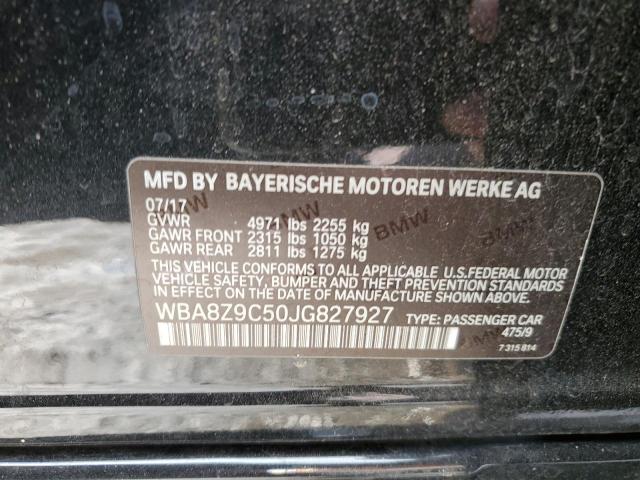 MFD BY BAYERISCHE MOTOREN WERKE AG
07/17
GVWR 4971 lbs 2255 kg
GAWR FRONT 2315 lbs 1050 kg
GAWR REAR 2811 lbs 1275 kg
THIS VEHICLE CONFORMS TO ALL APPLICABLE U.S. FEDERAL MOTOR
VEHICLE SAFETY, BUMPER, AND THEFT PREVENTION STANDARDS
IN EFFECT ON THE DATE OF MANUFACTURE SHOWN ABOVE.
WBA8Z9C50JG827927 TYPE: PASSENGER CAR
475/9
7 315 814